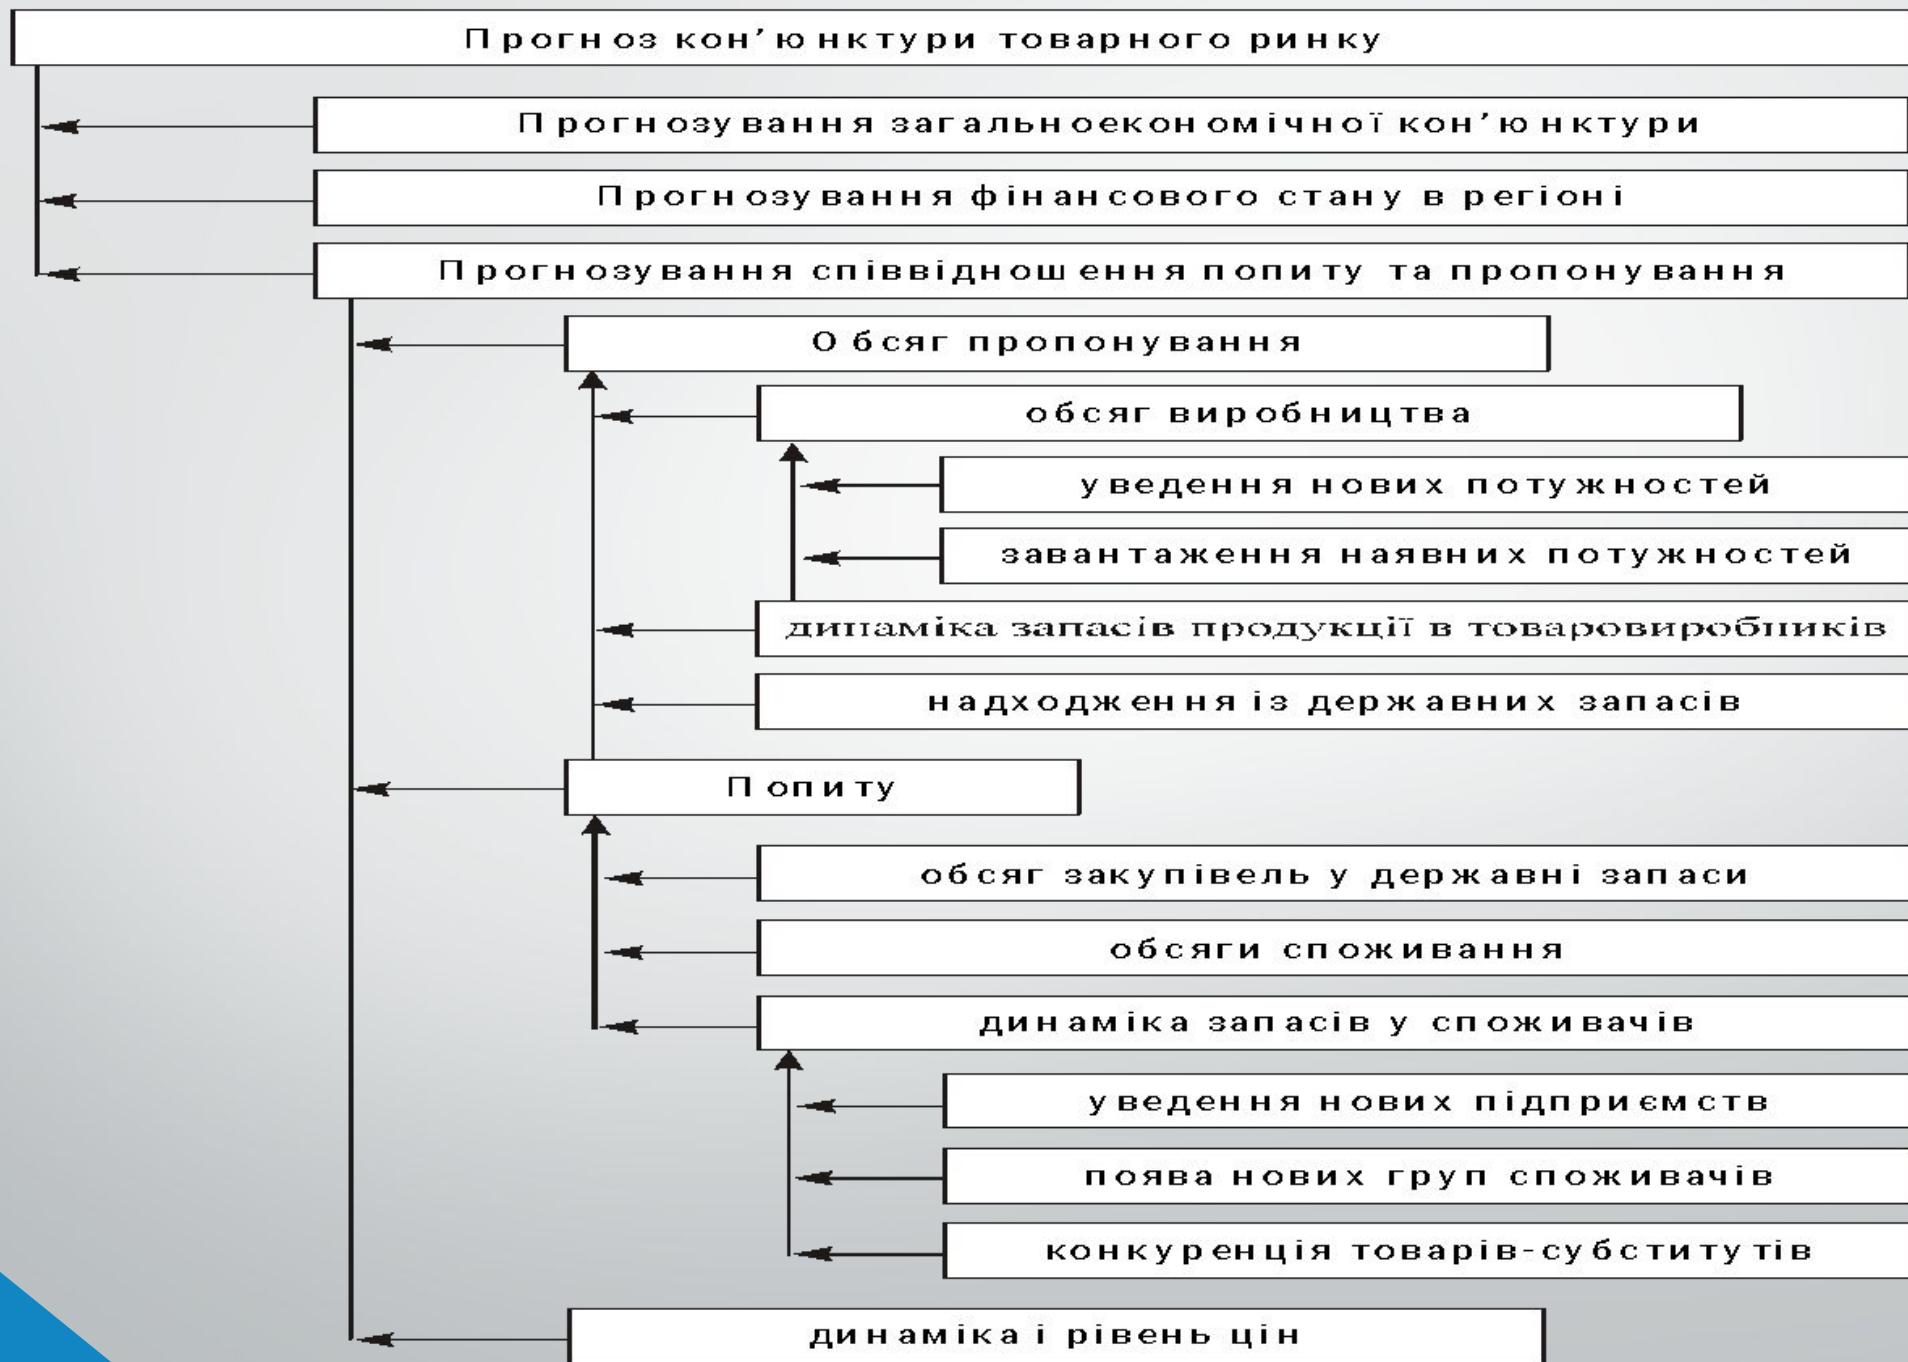 Прогноз кон’юнктури товарного ринку
Прогнозування загальноекономічної кон’юнктури
Прогнозування фінансового стану в регіоні
Прогнозування співвідношення попиту та пропонування
Обсяг пропонування
обсяг виробництва
уведення нових потужностей
завантаження наявних потужностей
динаміка запасів продукції в товаровиробників
надходження із державних запасів
Попиту
обсяг закупівель у державні запаси
обсяги споживання
динаміка запасів у споживачів
уведення нових підприємств
поява нових груп споживачів
конкуренція товарів-субститутів
динаміка і рівень цін